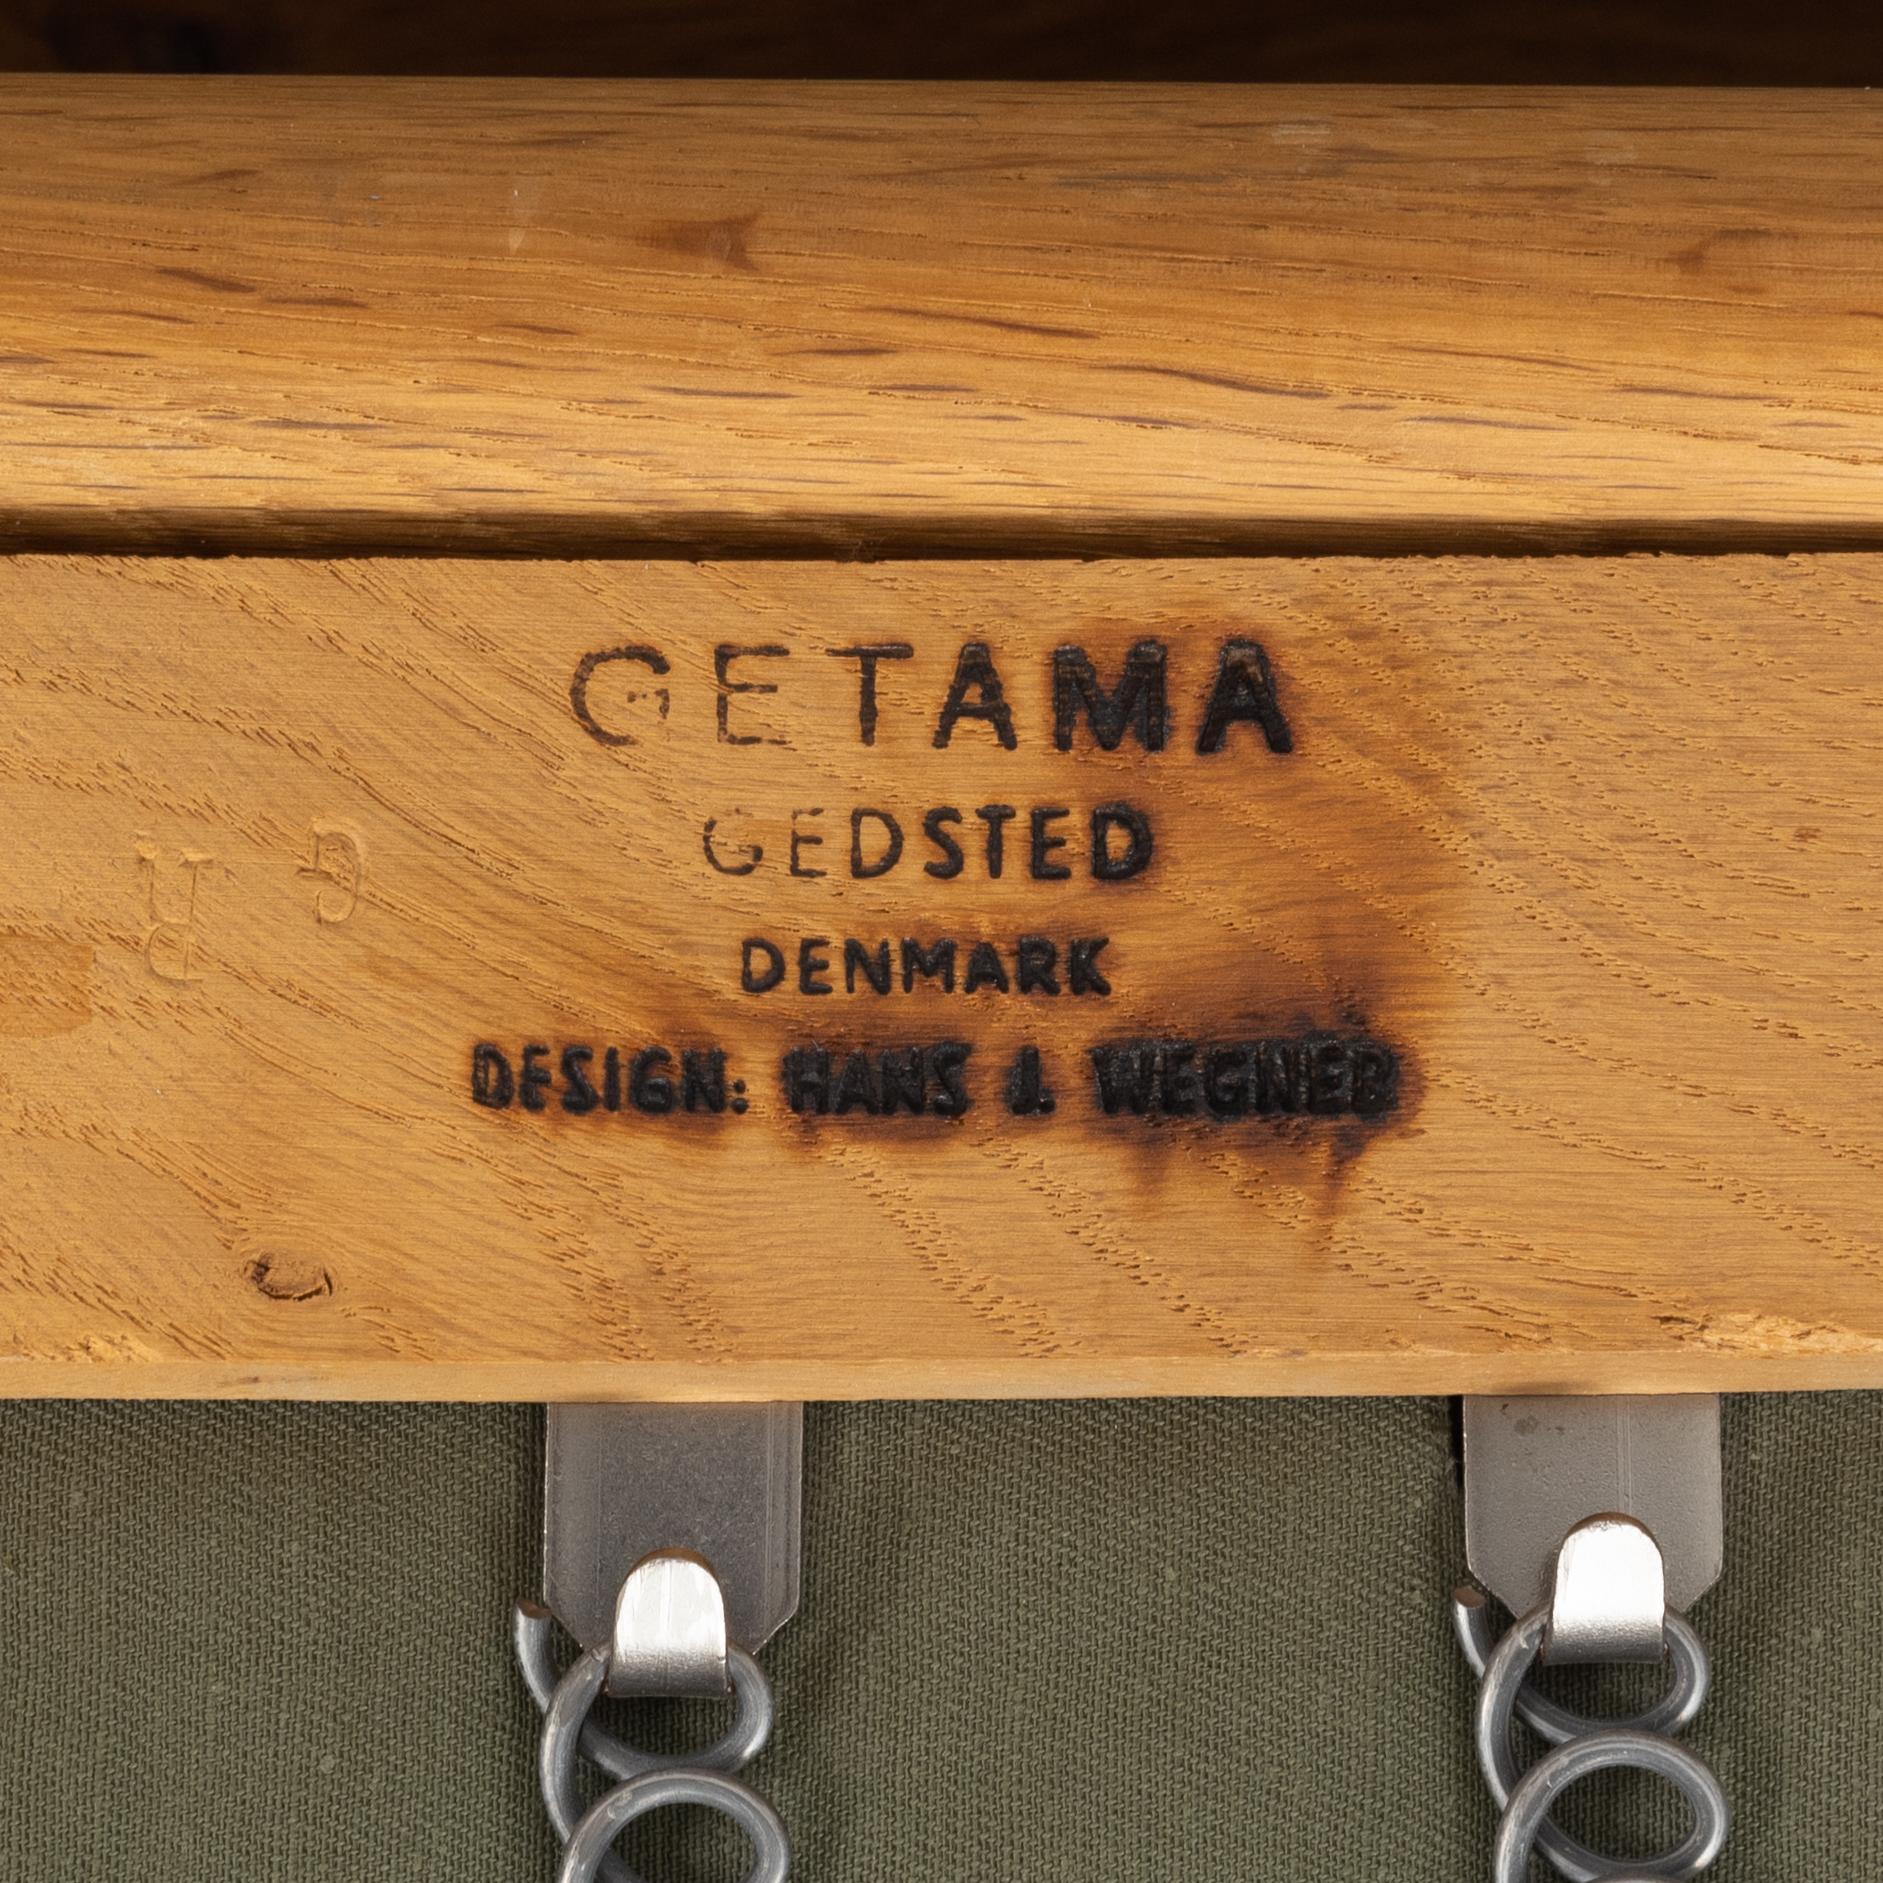 GETAMA
GEDSTED
DENMARK
DESIGN: HANS J. WEGNER